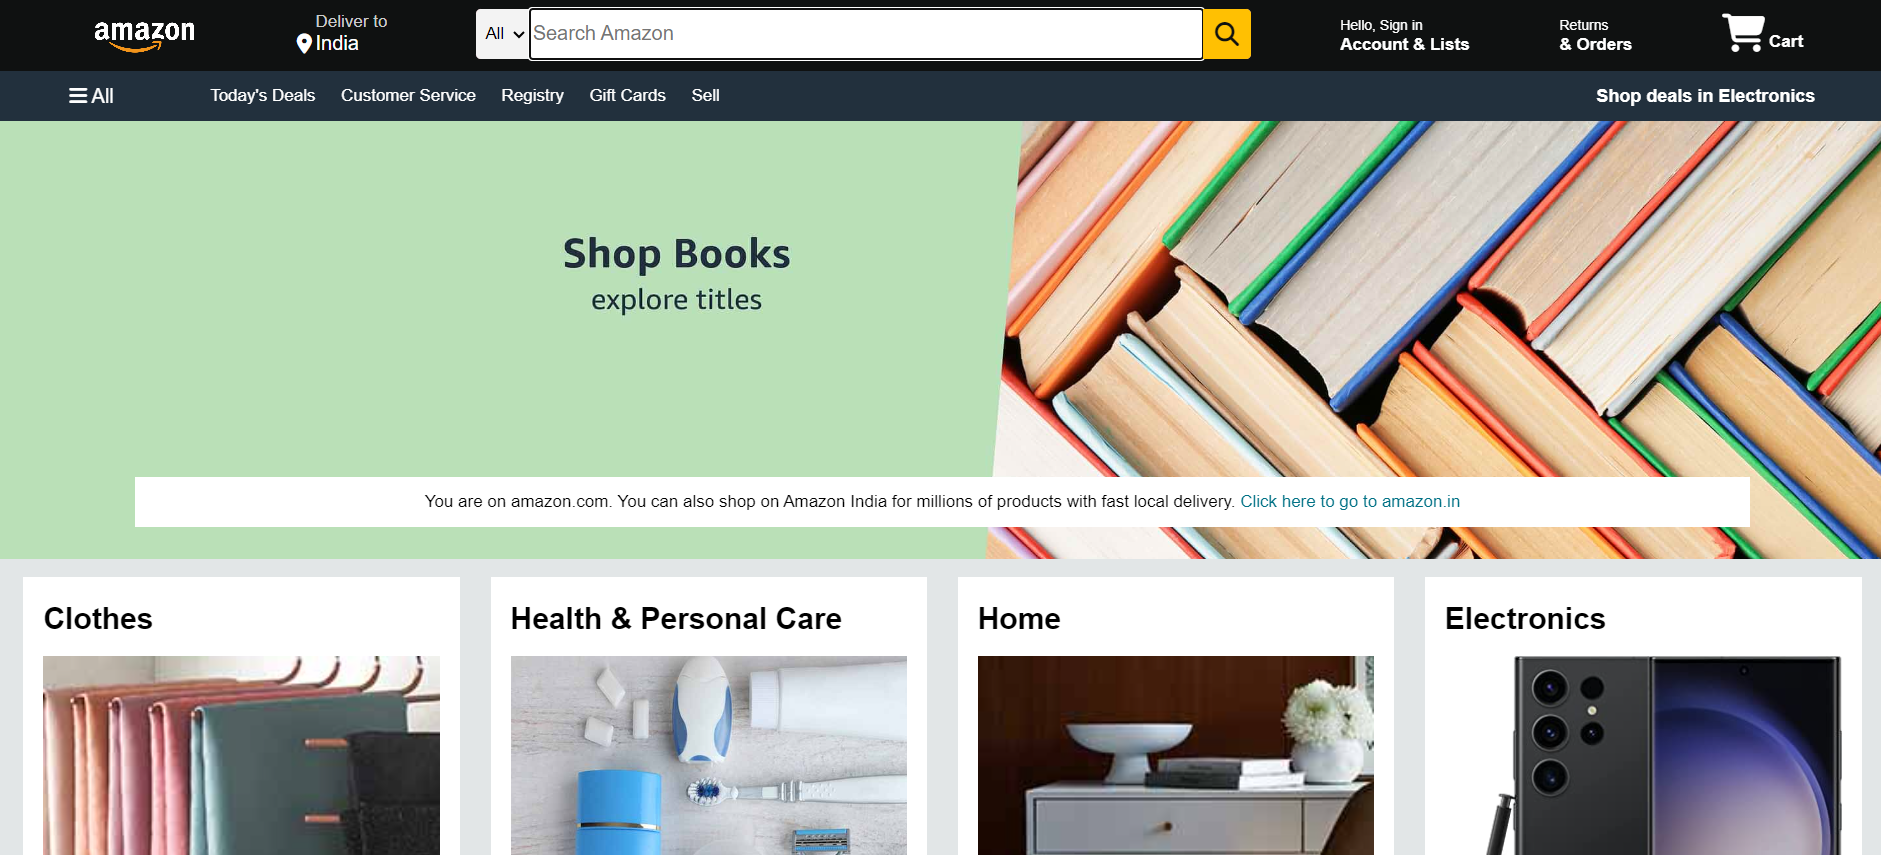 amazon
Deliver to
India
All
Search Amazon
Hello, Sign in
Account & Lists
Returns
& Orders
Cart
All
Today's Deals
Customer Service
Registry
Gift Cards
Sell
Shop deals in Electronics
Shop Books
explore titles
You are on amazon.com. You can also shop on Amazon India for millions of products with fast local delivery. Click here to go to amazon.in
Clothes
Health & Personal Care
Home
Electronics